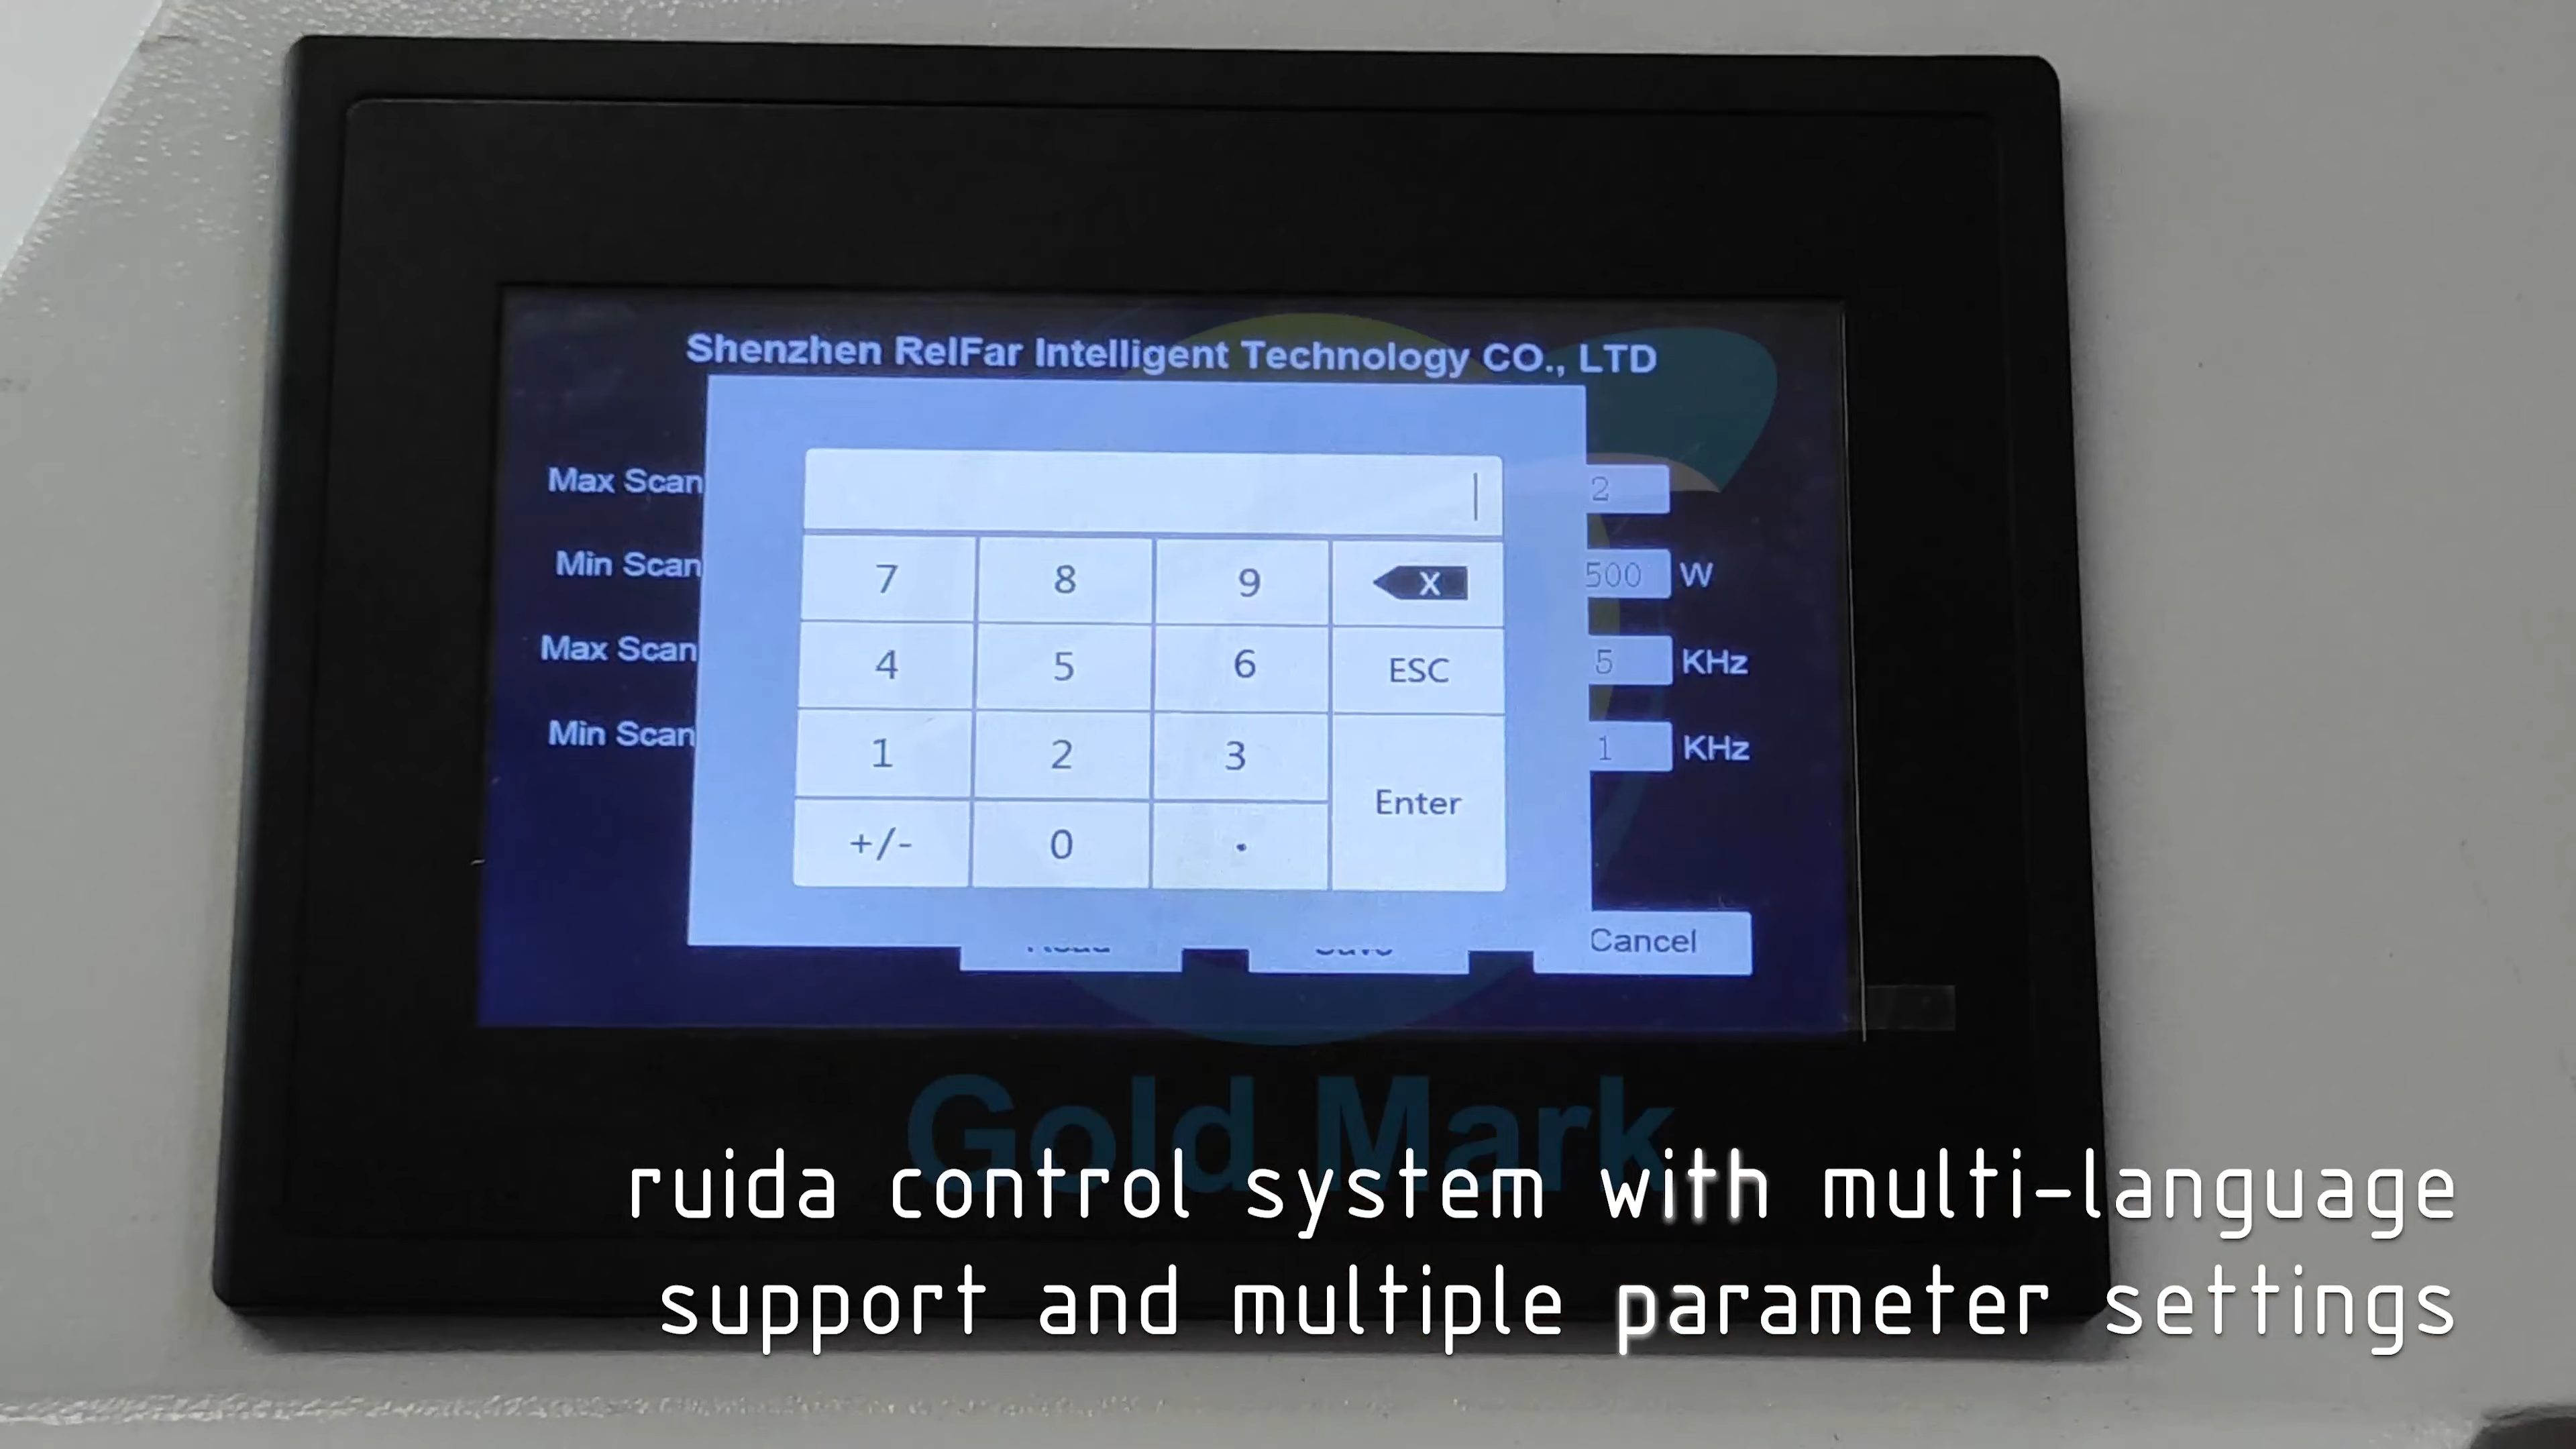 Shenzhen RelFar Intelligent Technology CO., LTD
Max Scan 2
Min Scan 500 W
Max Scan 5 KHz
Min Scan 1 KHz
7 8 9 X
4 5 6 ESC
1 2 3 Enter
+/- 0 .
Cancel
Gold Mark
ruida control system with multi-language
support and multiple parameter settings